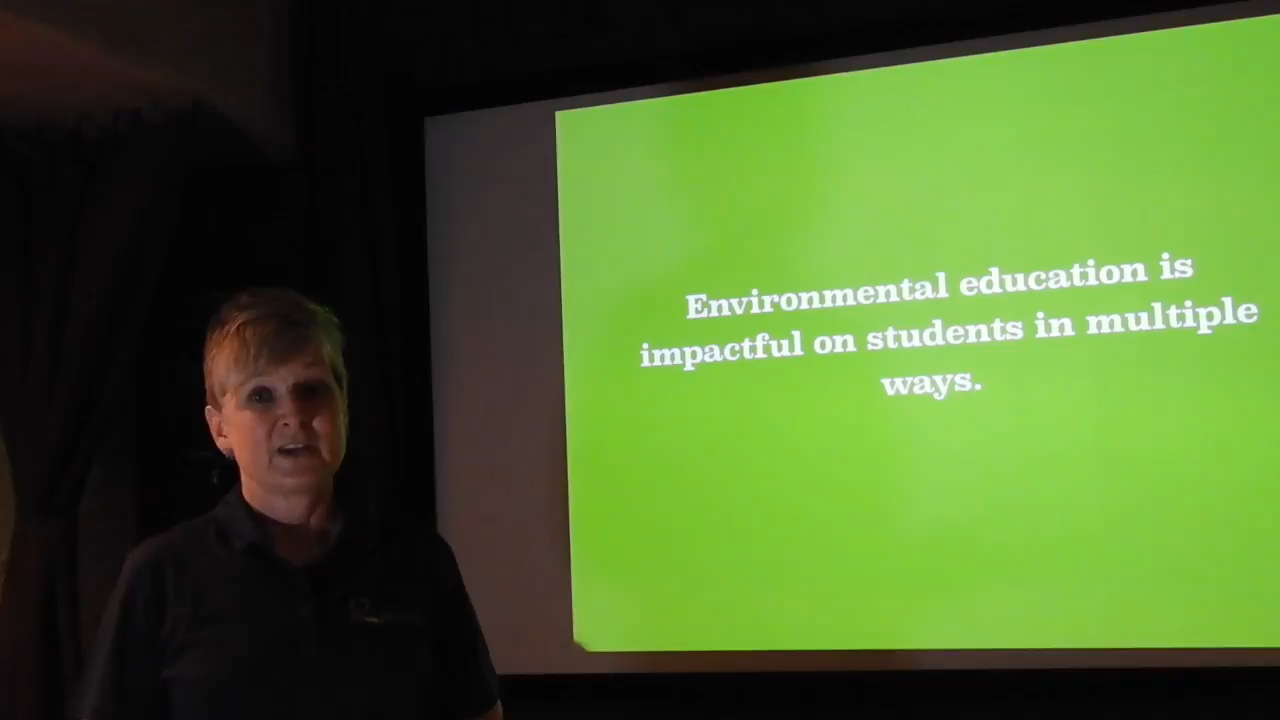 Environmental education is
impactful on students in multiple
ways.